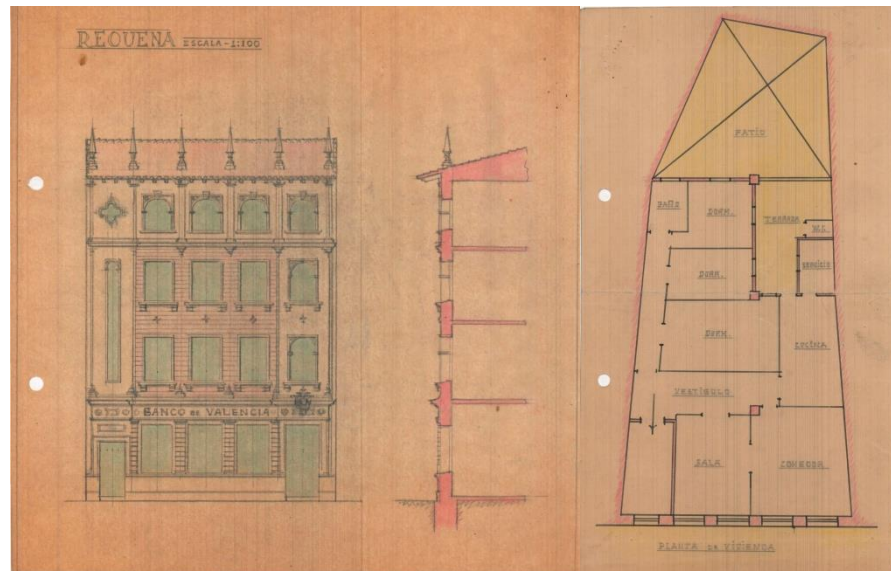 REQUENA ESCALA-1:100
BANCO DE VALENCIA
PATIO
BAÑO
DORM.
TERRAZA
W.C.
SERVICIO
DORM.
DORM.
COCINA
VESTÍBULO
SALA
COMEDOR
PLANTA DE VIVIENDA